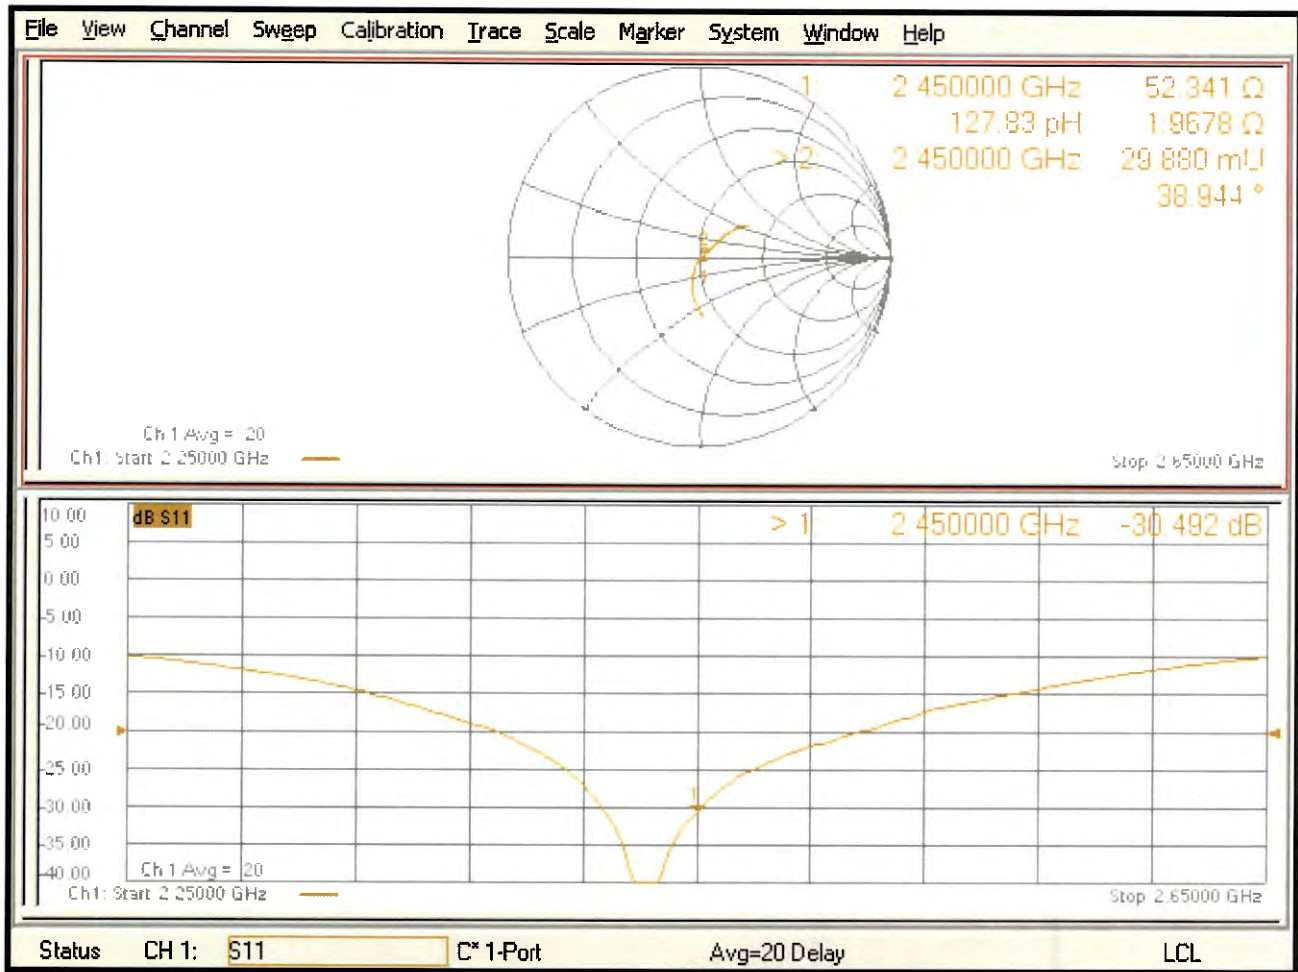 File View Channel Sweep Calibration Trace Scale Marker System Window Help
1: 2.450000 GHz 52.341 Ω
127.83 pH 1.9678 Ω
> 2: 2.450000 GHz 29.880 mU
38.944 °
Ch 1 Avg = 20
Ch1: Start 2.25000 GHz
Stop 2.65000 GHz
10.00
dB S11
> 1: 2.450000 GHz -30.492 dB
5.00
0.00
-5.00
-10.00
-15.00
-20.00
-25.00
-30.00
1
-35.00
-40.00
Ch 1 Avg = 20
Ch1: Start 2.25000 GHz
Stop 2.65000 GHz
Status CH 1: S11 C* 1-Port Avg=20 Delay LCL